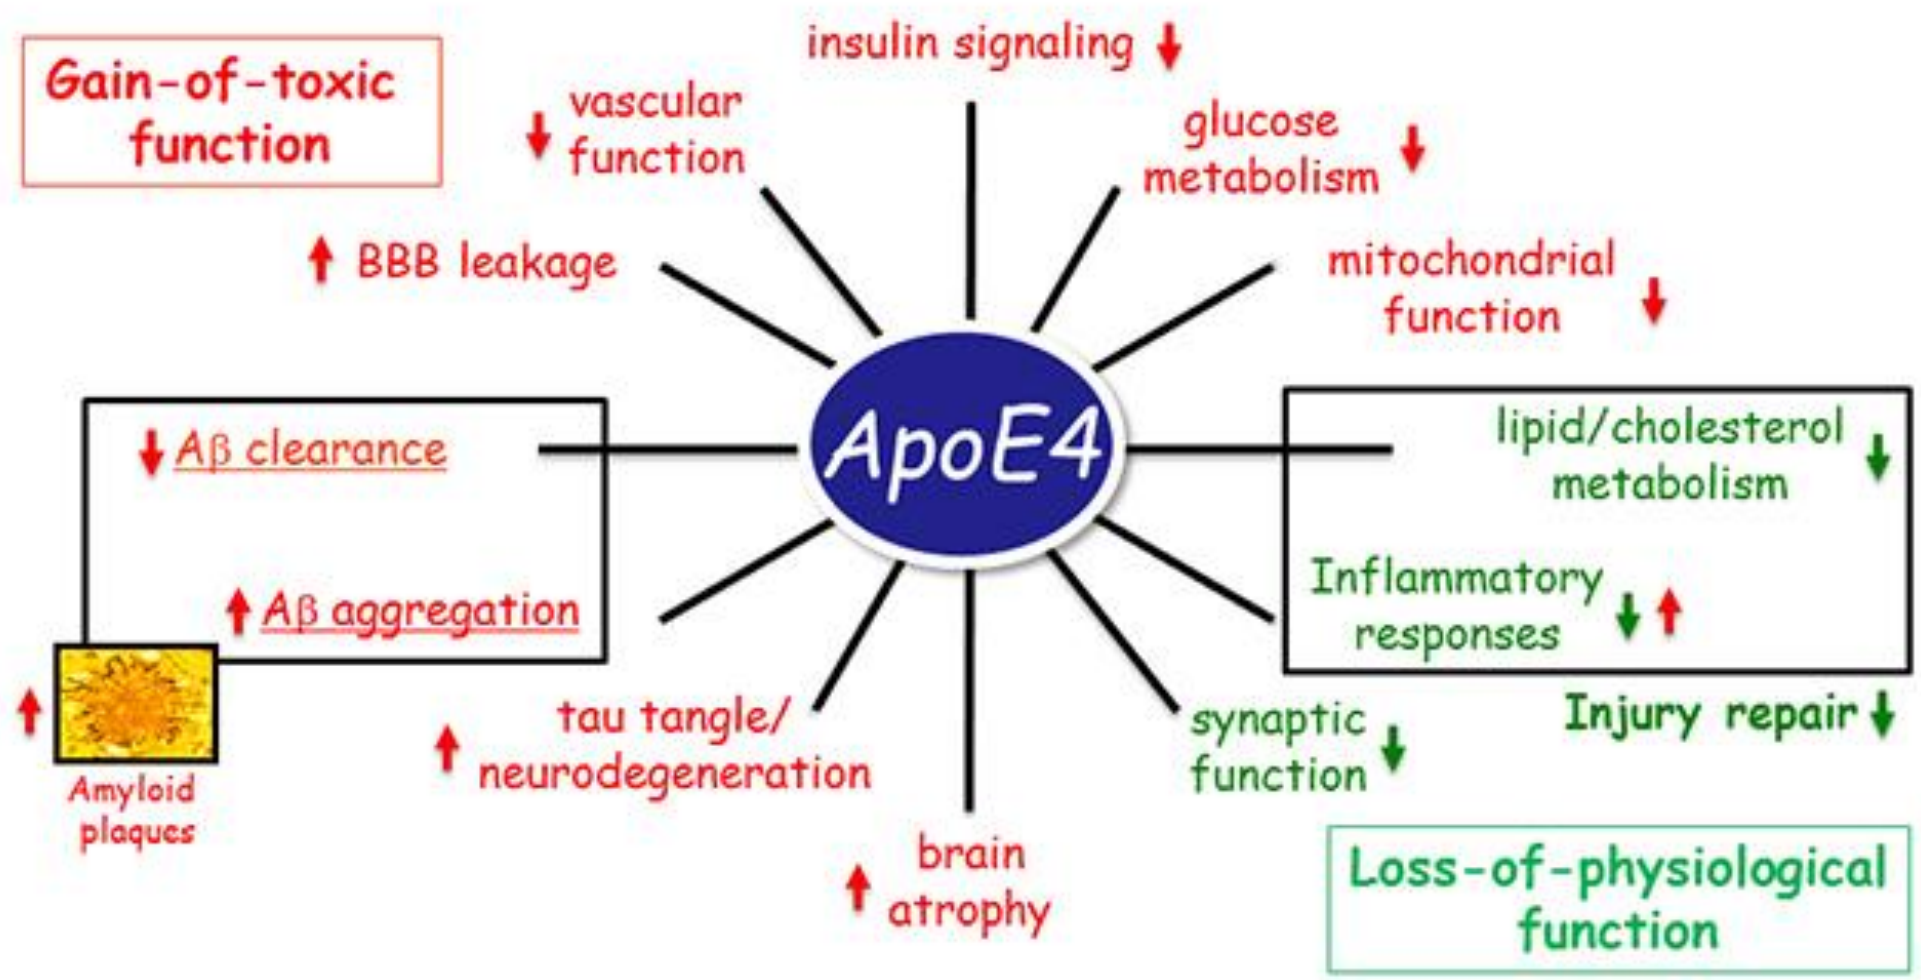 Gain-of-toxic
function
insulin signaling
vascular
function
glucose
metabolism
BBB leakage
mitochondrial
function
ApoE4
Aβ clearance
Aβ aggregation
lipid/cholesterol
metabolism
Inflammatory
responses
Amyloid
plaques
tau tangle/
neurodegeneration
brain
atrophy
synaptic
function
Injury repair
Loss-of-physiological
function